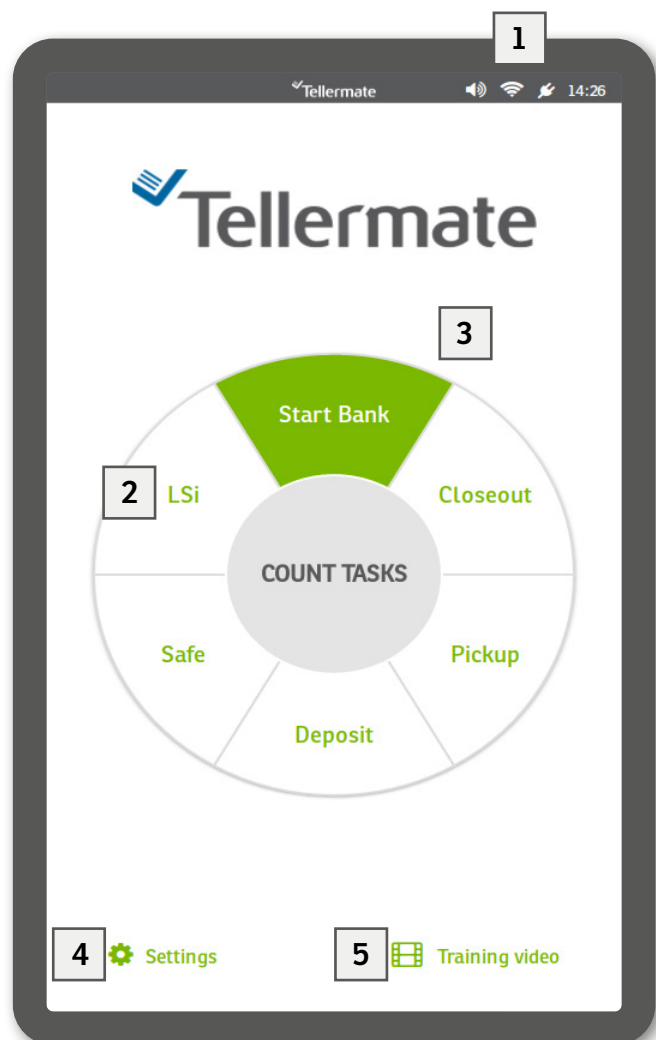 1
Tellermate 14:26
Tellermate
3
Start Bank
2 LSi Closeout
COUNT TASKS
Safe Pickup
Deposit
4 Settings 5 Training video